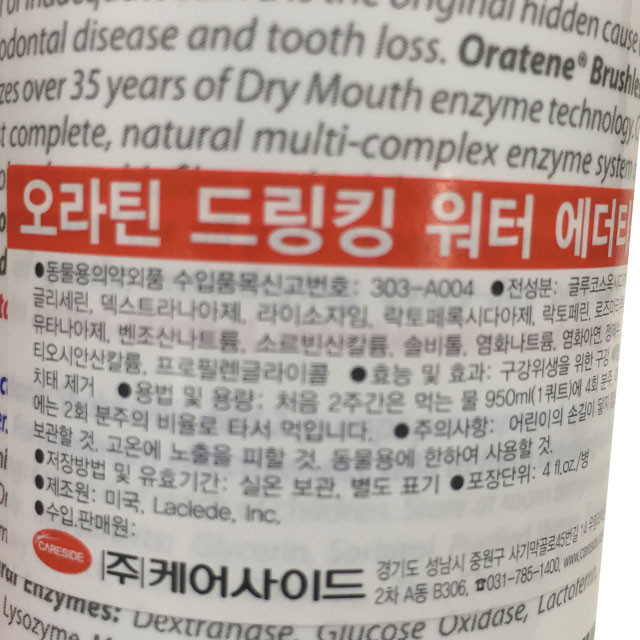 the original hidden cause
odontal disease and tooth loss. Oratene® Brushle
zes over 35 years of Dry Mouth enzyme technology
t complete, natural multi-complex enzyme system
오라틴 드링킹 워터 에더티
●동물용의약외품 수입품목신고번호: 303-A004 ●전성분: 글루코스옥시다
글리세린, 덱스트라나아제, 라이소자임, 락토페록시다아제, 락토페린, 로즈마리
뮤타나아제, 벤조산나트륨, 소르빈산칼륨, 솔비톨, 염화나트륨, 염화아연, 정제
티오시안산칼륨, 프로필렌글라이콜 ●효능 및 효과: 구강위생을 위한 구강
치태 제거 ●용법 및 용량: 처음 2주간은 먹는 물 950ml(1쿼트)에 4회 분주
에는 2회 분주의 비율로 타서 먹입니다. ●주의사항: 어린이의 손길이 닿지
보관할 것. 고온에 노출을 피할 것. 동물용에 한하여 사용할 것.
●저장방법 및 유효기간: 실온 보관, 별도 표기 ●포장단위: 4 fl.oz./병
●제조원: 미국, Laclede, Inc.
●수입.판매원:
CARESIDE (주)케어사이드
경기도 성남시 중원구 사기막골로45번길 14
2차 A동 B306, ☎031-785-1400, www.caresi
ral Enzymes: Dextranase, Glucose Oxidase, Lactoferrin
Lysozyme,